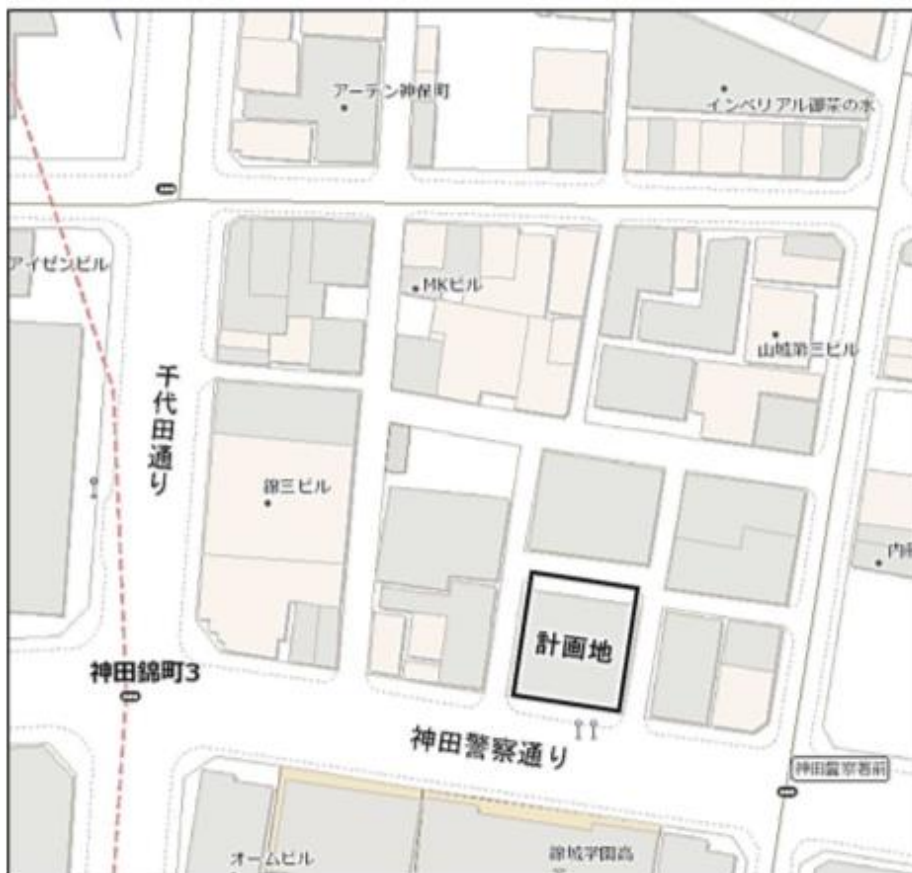 アーデン神保町
インペリアル御茶の水
アイゼンビル
MKビル
山城第三ビル
千代田通り
錦三ビル
計画地
神田錦町3
神田警察通り
神田警察署前
オームビル
錦城学園高